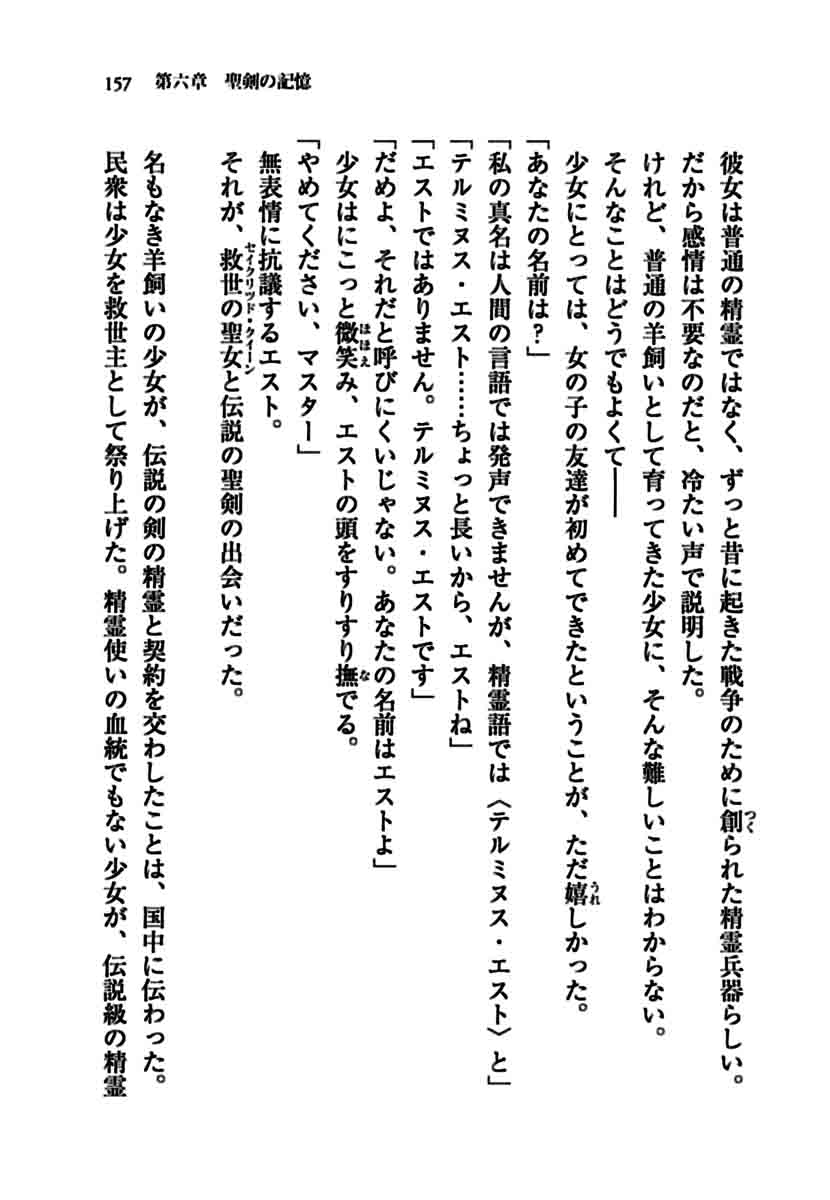 157 第六章 聖剣の記憶
彼女は普通の精霊ではなく、ずっと昔に起きた戦争のために創られた精霊兵器らしい。
だから感情は不要なのだと、冷たい声で説明した。
けれど、普通の羊飼いとして育ってきた少女に、そんな難しいことはわからない。
そんなことはどうでもよくて――
少女にとっては、女の子の友達が初めてできたということが、ただ嬉しかった。
「あなたの名前は?」
「私の真名は人間の言語では発声できませんが、精霊語では〈テルミヌス・エスト〉と」
「テルミヌス・エスト……ちょっと長いから、エストね」
「エストではありません。テルミヌス・エストです」
「だめよ、それだと呼びにくいじゃない。あなたの名前はエストよ」
少女はにこっと微笑み、エストの頭をすりすり撫でる。
「やめてください、マスター」
無表情に抗議するエスト。
それが、救世の聖女と伝説の聖剣の出会いだった。
名もなき羊飼いの少女が、伝説の剣の精霊と契約を交わしたことは、国中に伝わった。
民衆は少女を救世主として祭り上げた。精霊使いの血統でもない少女が、伝説級の精霊
つく
うれ
ほほえ
な
セイクリッド・クイーン